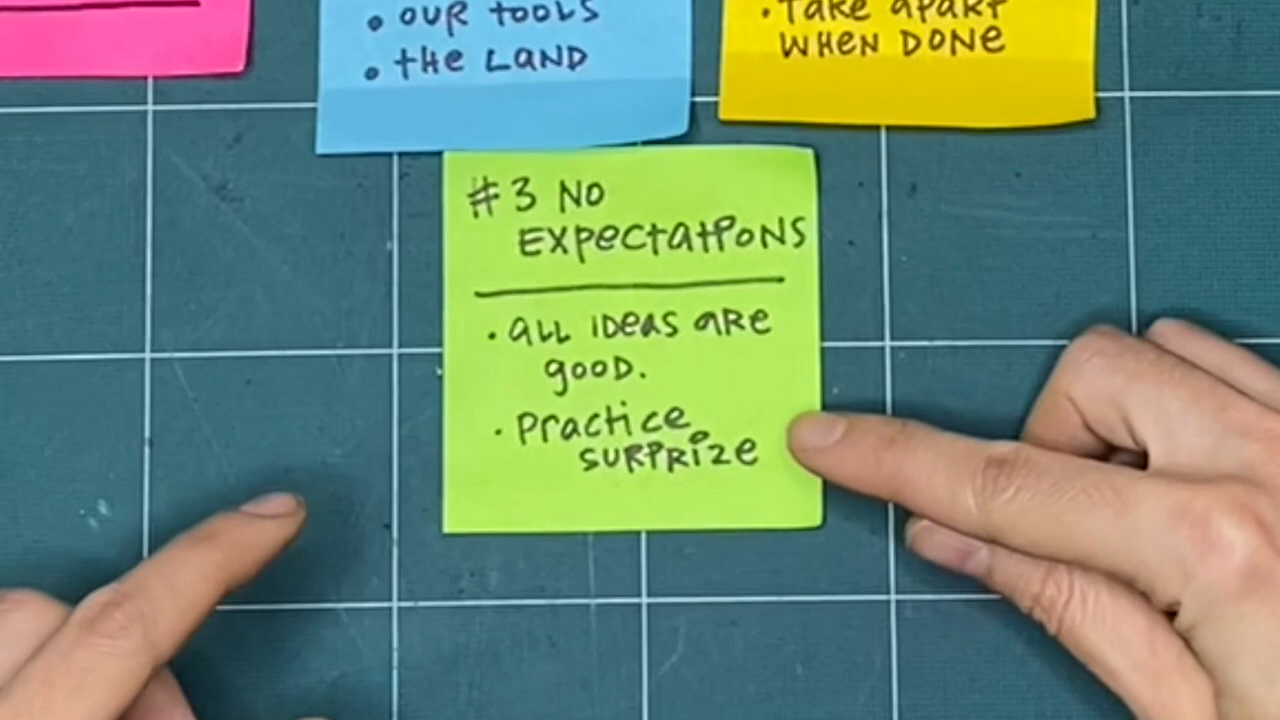 • OUR TOOLS
• THE LAND
• TAKE APART
WHEN DONE
#3 NO
EXPECTATIONS
• ALL IDEAS ARE
GOOD.
• PRACTICE
SURPRIZE